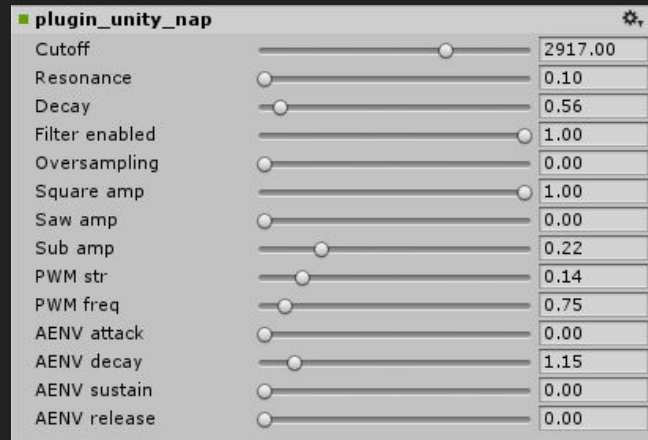 plugin_unity_nap
Cutoff 2917.00
Resonance 0.10
Decay 0.56
Filter enabled 1.00
Oversampling 0.00
Square amp 1.00
Saw amp 0.00
Sub amp 0.22
PWM str 0.14
PWM freq 0.75
AENV attack 0.00
AENV decay 1.15
AENV sustain 0.00
AENV release 0.00